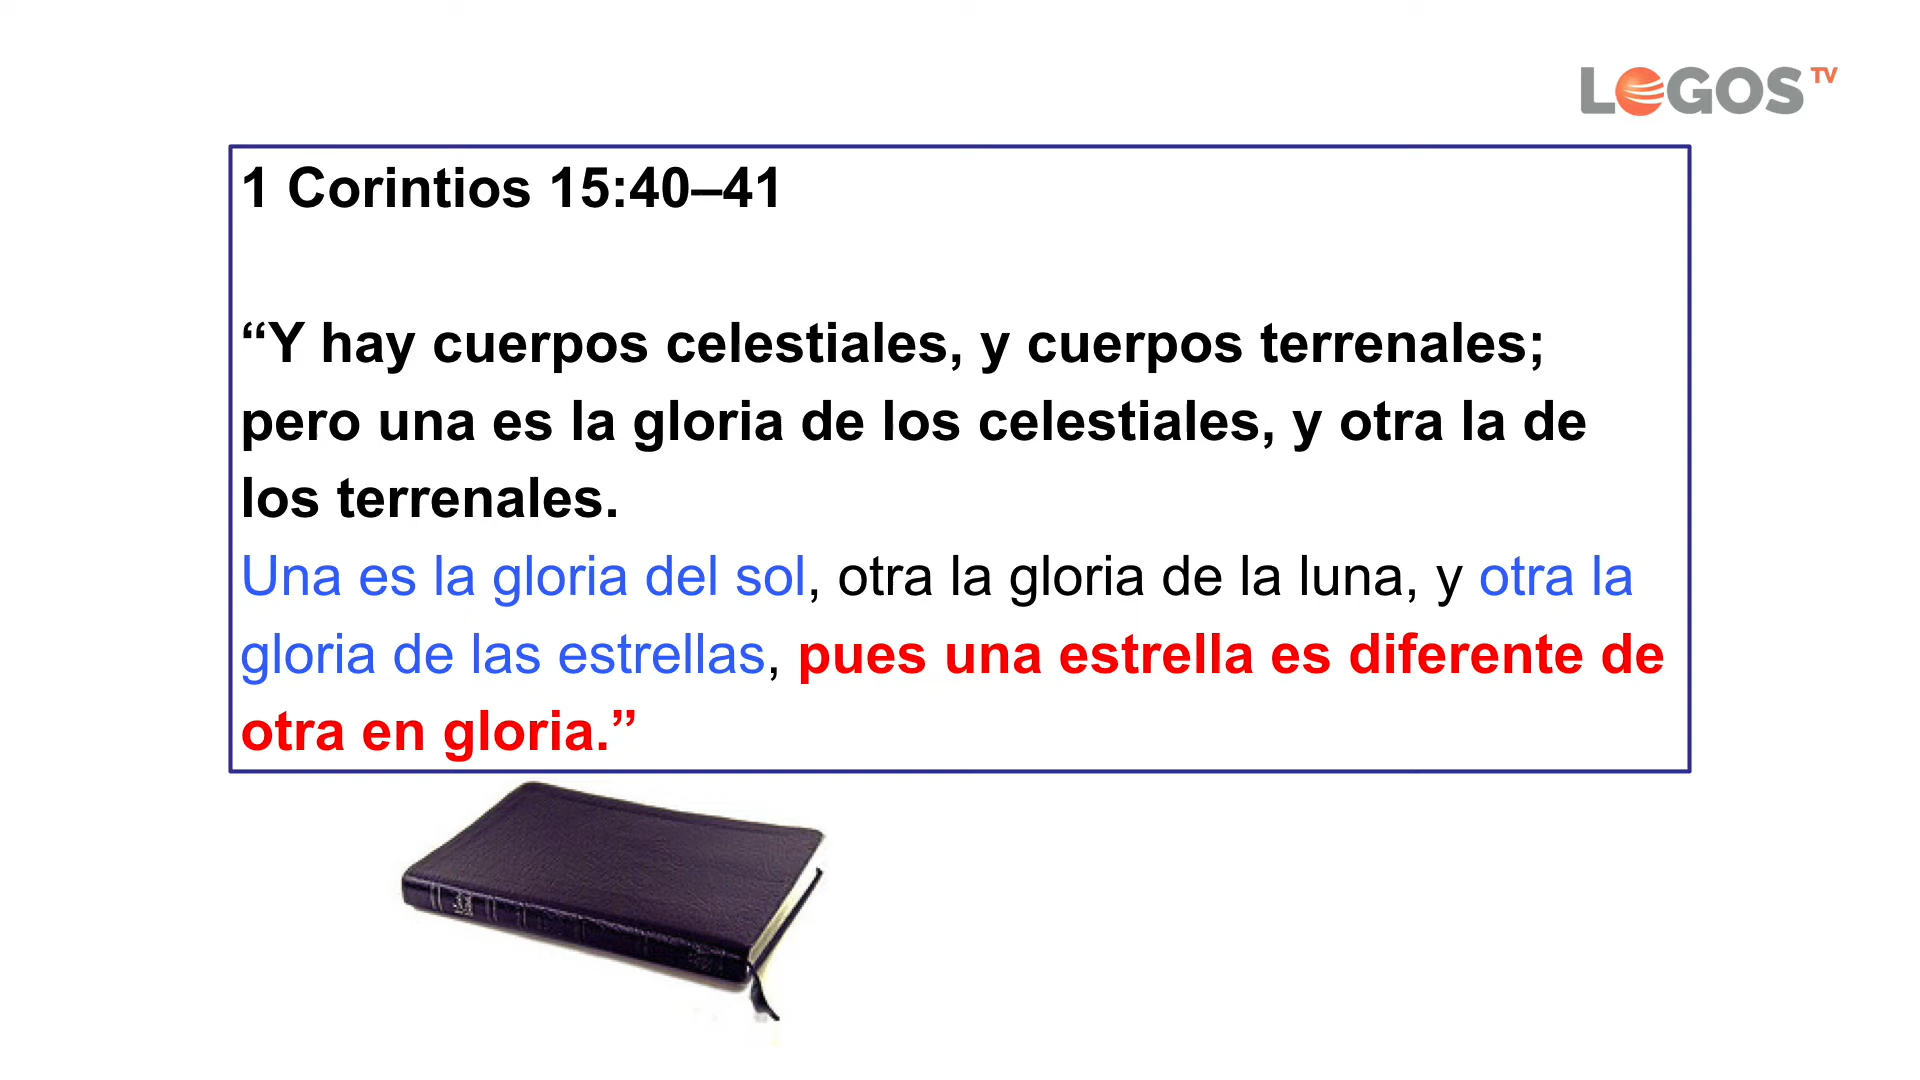 LOGOS TV
1 Corintios 15:40–41
“Y hay cuerpos celestiales, y cuerpos terrenales;
pero una es la gloria de los celestiales, y otra la de
los terrenales.
Una es la gloria del sol, otra la gloria de la luna, y otra la
gloria de las estrellas, pues una estrella es diferente de
otra en gloria.”